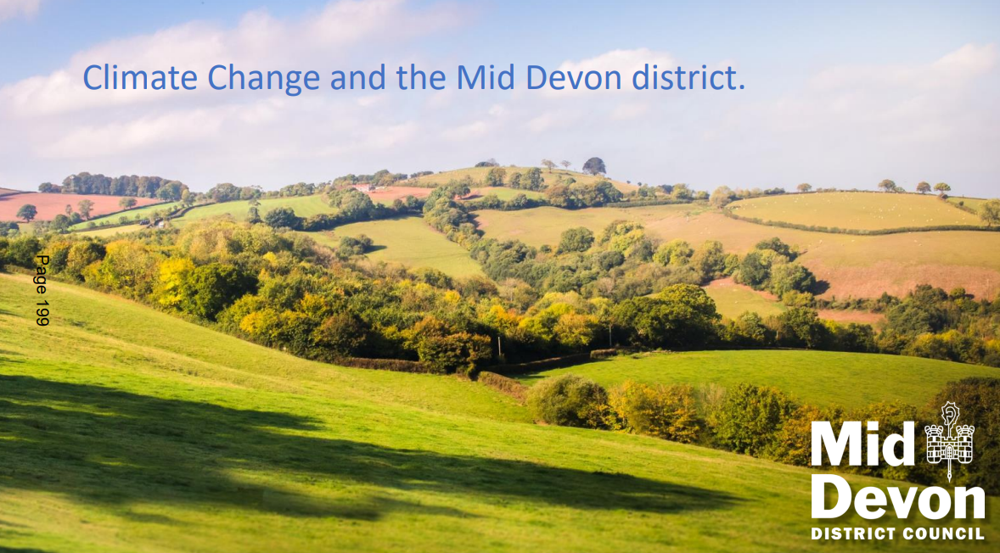 Climate Change and the Mid Devon district.
Page 199
Mid
Devon
DISTRICT COUNCIL